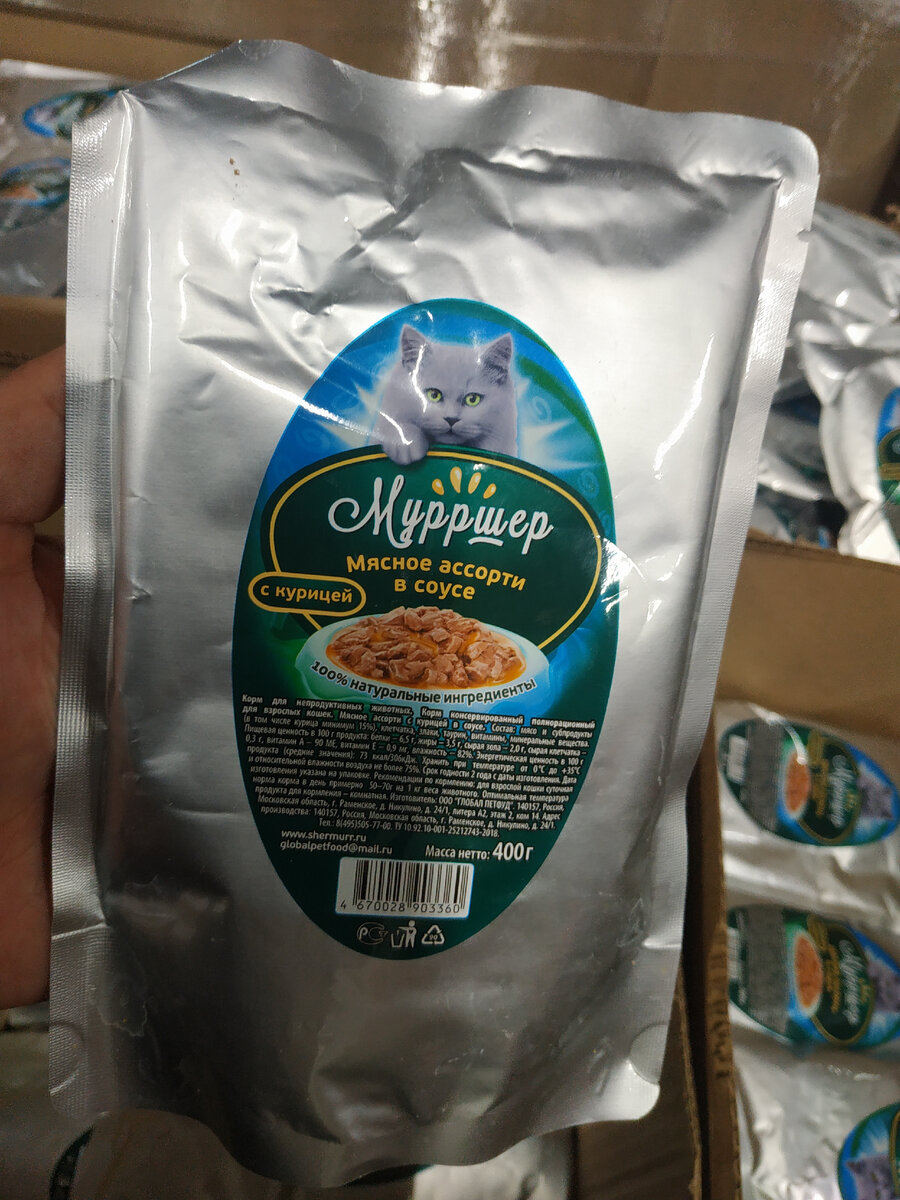 Мурршер
Мясное ассорти
в соусе
с курицей
100% натуральные ингредиенты
Корм для непродуктивных животных. Корм консервированный полнорационный
для взрослых кошек. Мясное ассорти с курицей в соусе. Состав: мясо и субпродукты
(в том числе курица минимум 15%), клетчатка, злаки, таурин, витамины, минеральные вещества.
Пищевая ценность в 100 г продукта: белки – 6,5 г, жиры – 3,5 г, сырая зола – 2,0 г, сырая клетчатка –
0,3 г, витамин А – 90 МЕ, витамин Е – 0,9 мг, влажность – 82%. Энергетическая ценность в 100 г
продукта (средние значения): 73 ккал/306кДж. Хранить при температуре от 0°С до +35°С
и относительной влажности воздуха не более 75%. Срок годности 2 года с даты изготовления. Дата
изготовления указана на упаковке. Рекомендации по кормлению: для взрослой кошки суточная
норма корма в день примерно 50–70г на 1 кг веса животного. Оптимальная температура
продукта для кормления – комнатная. Изготовитель: ООО "ГЛОБАЛ ПЕТФУД". 140157, Россия,
Московская область, г. Раменское, д. Никулино, д. 24/1, литера А2, этаж 2, ком 14. Адрес
производства: 140157, Россия, Московская область, г. Раменское, д. Никулино, д. 24/1.
Тел.: 8(495)505-77-00. ТУ 10.92.10-001-25212743-2018.
www.shermurr.ru
globalpetfood@mail.ru
Масса нетто: 400 г
4 670028 903360
РСТ
90
Мурршер
Мурршер